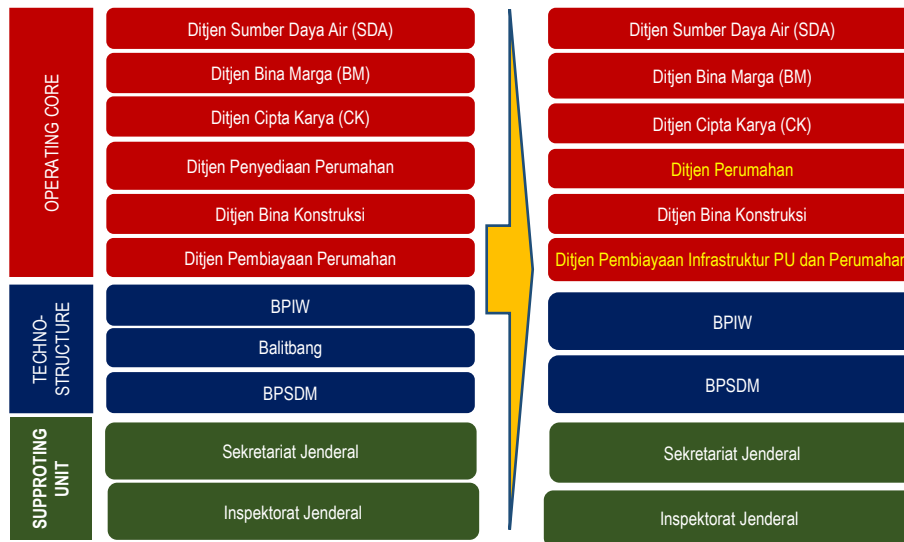 OPERATING CORE
Ditjen Sumber Daya Air (SDA)
Ditjen Bina Marga (BM)
Ditjen Cipta Karya (CK)
Ditjen Penyediaan Perumahan
Ditjen Bina Konstruksi
Ditjen Pembiayaan Perumahan
TECHNO-
STRUCTURE
BPIW
Balitbang
BPSDM
SUPPROTING
UNIT
Sekretariat Jenderal
Inspektorat Jenderal
Ditjen Sumber Daya Air (SDA)
Ditjen Bina Marga (BM)
Ditjen Cipta Karya (CK)
Ditjen Perumahan
Ditjen Bina Konstruksi
Ditjen Pembiayaan Infrastruktur PU dan Perumahan
BPIW
BPSDM
Sekretariat Jenderal
Inspektorat Jenderal